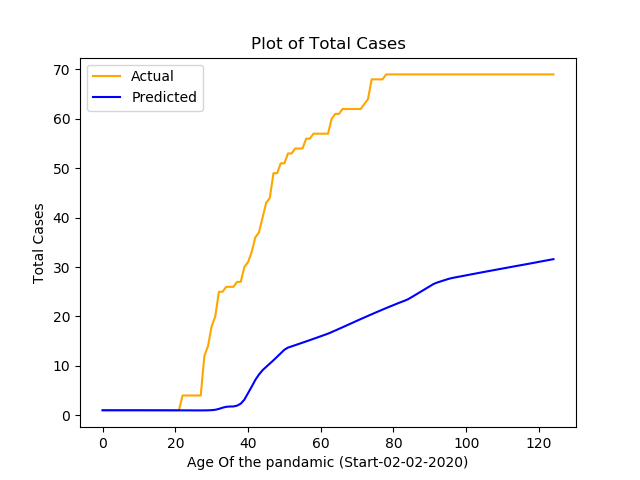 Plot of Total Cases
Actual
Predicted
70
60
50
40
30
20
10
0
Total Cases
0 20 40 60 80 100 120
Age Of the pandamic (Start-02-02-2020)